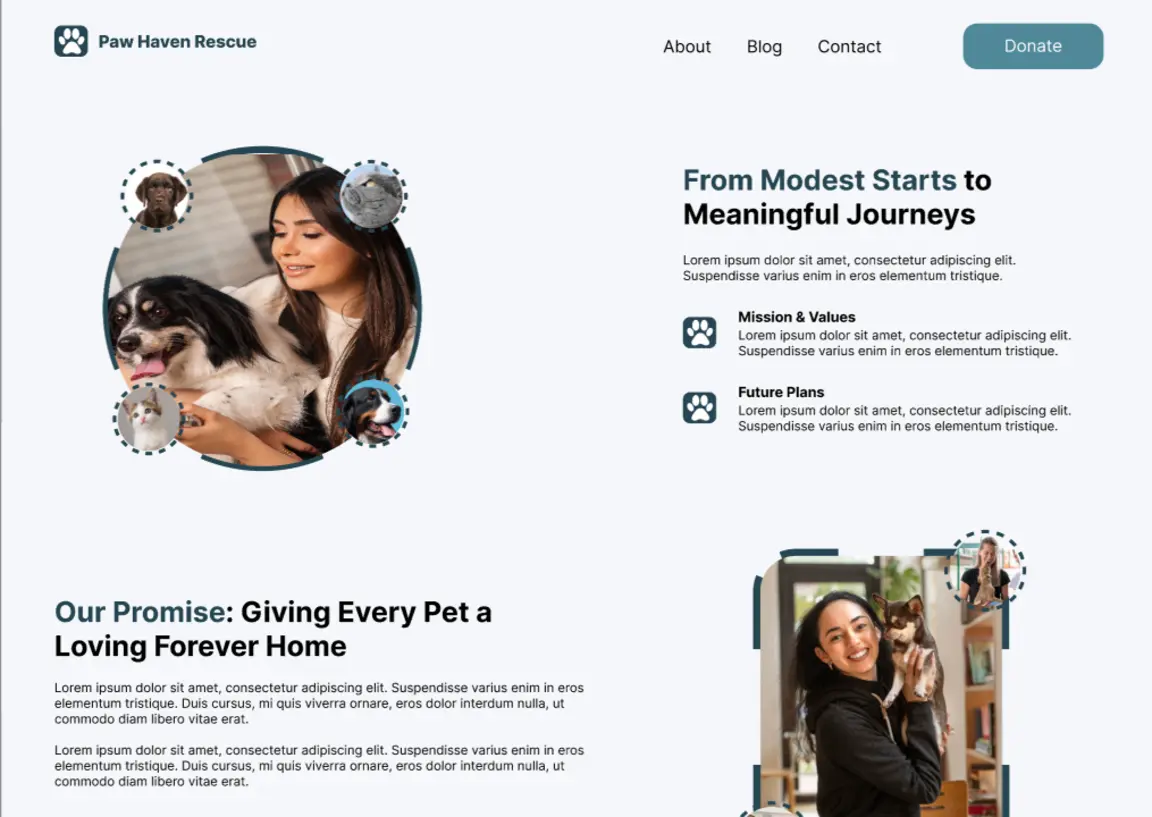 Paw Haven Rescue
About
Blog
Contact
Donate
From Modest Starts to
Meaningful Journeys
Lorem ipsum dolor sit amet, consectetur adipiscing elit.
Suspendisse varius enim in eros elementum tristique.
Mission & Values
Lorem ipsum dolor sit amet, consectetur adipiscing elit.
Suspendisse varius enim in eros elementum tristique.
Future Plans
Lorem ipsum dolor sit amet, consectetur adipiscing elit.
Suspendisse varius enim in eros elementum tristique.
Our Promise: Giving Every Pet a
Loving Forever Home
Lorem ipsum dolor sit amet, consectetur adipiscing elit. Suspendisse varius enim in eros
elementum tristique. Duis cursus, mi quis viverra ornare, eros dolor interdum nulla, ut
commodo diam libero vitae erat.
Lorem ipsum dolor sit amet, consectetur adipiscing elit. Suspendisse varius enim in eros
elementum tristique. Duis cursus, mi quis viverra ornare, eros dolor interdum nulla, ut
commodo diam libero vitae erat.